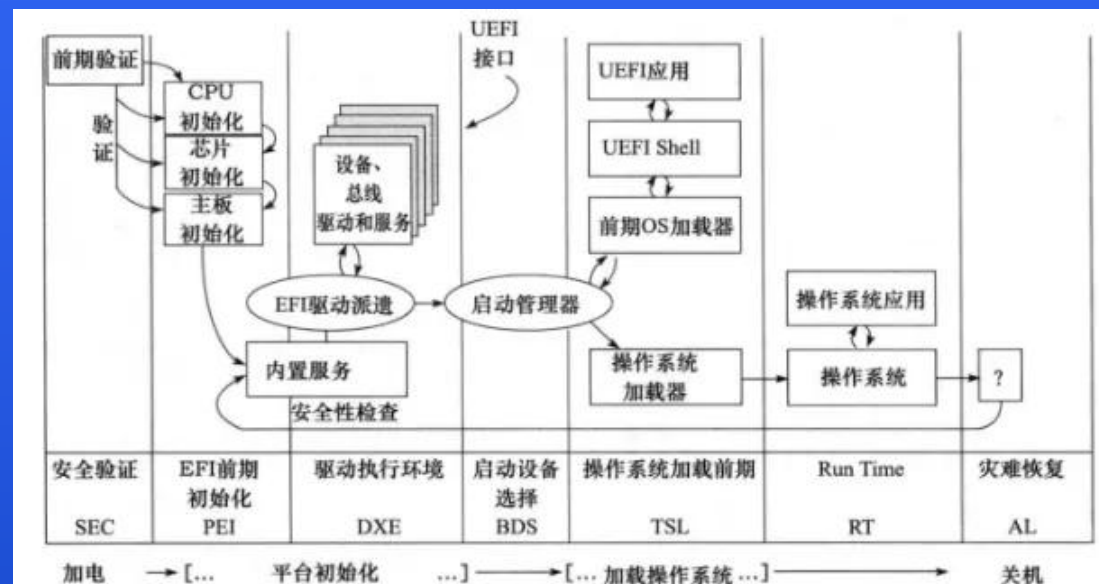 前期验证
验
证
CPU
初始化
芯片
初始化
主板
初始化
设备、
总线
驱动和服务
UEFI
接口
UEFI应用
UEFI Shell
前期OS加载器
EFI驱动派遣
启动管理器
内置服务
安全性检查
操作系统
加载器
操作系统应用
操作系统
?
安全验证
SEC
EFI前期
初始化
PEI
驱动执行环境
DXE
启动设备
选择
BDS
操作系统加载前期
TSL
Run Time
RT
灾难恢复
AL
加电
[... 平台初始化 ...]
[... 加载操作系统 ...]
关机